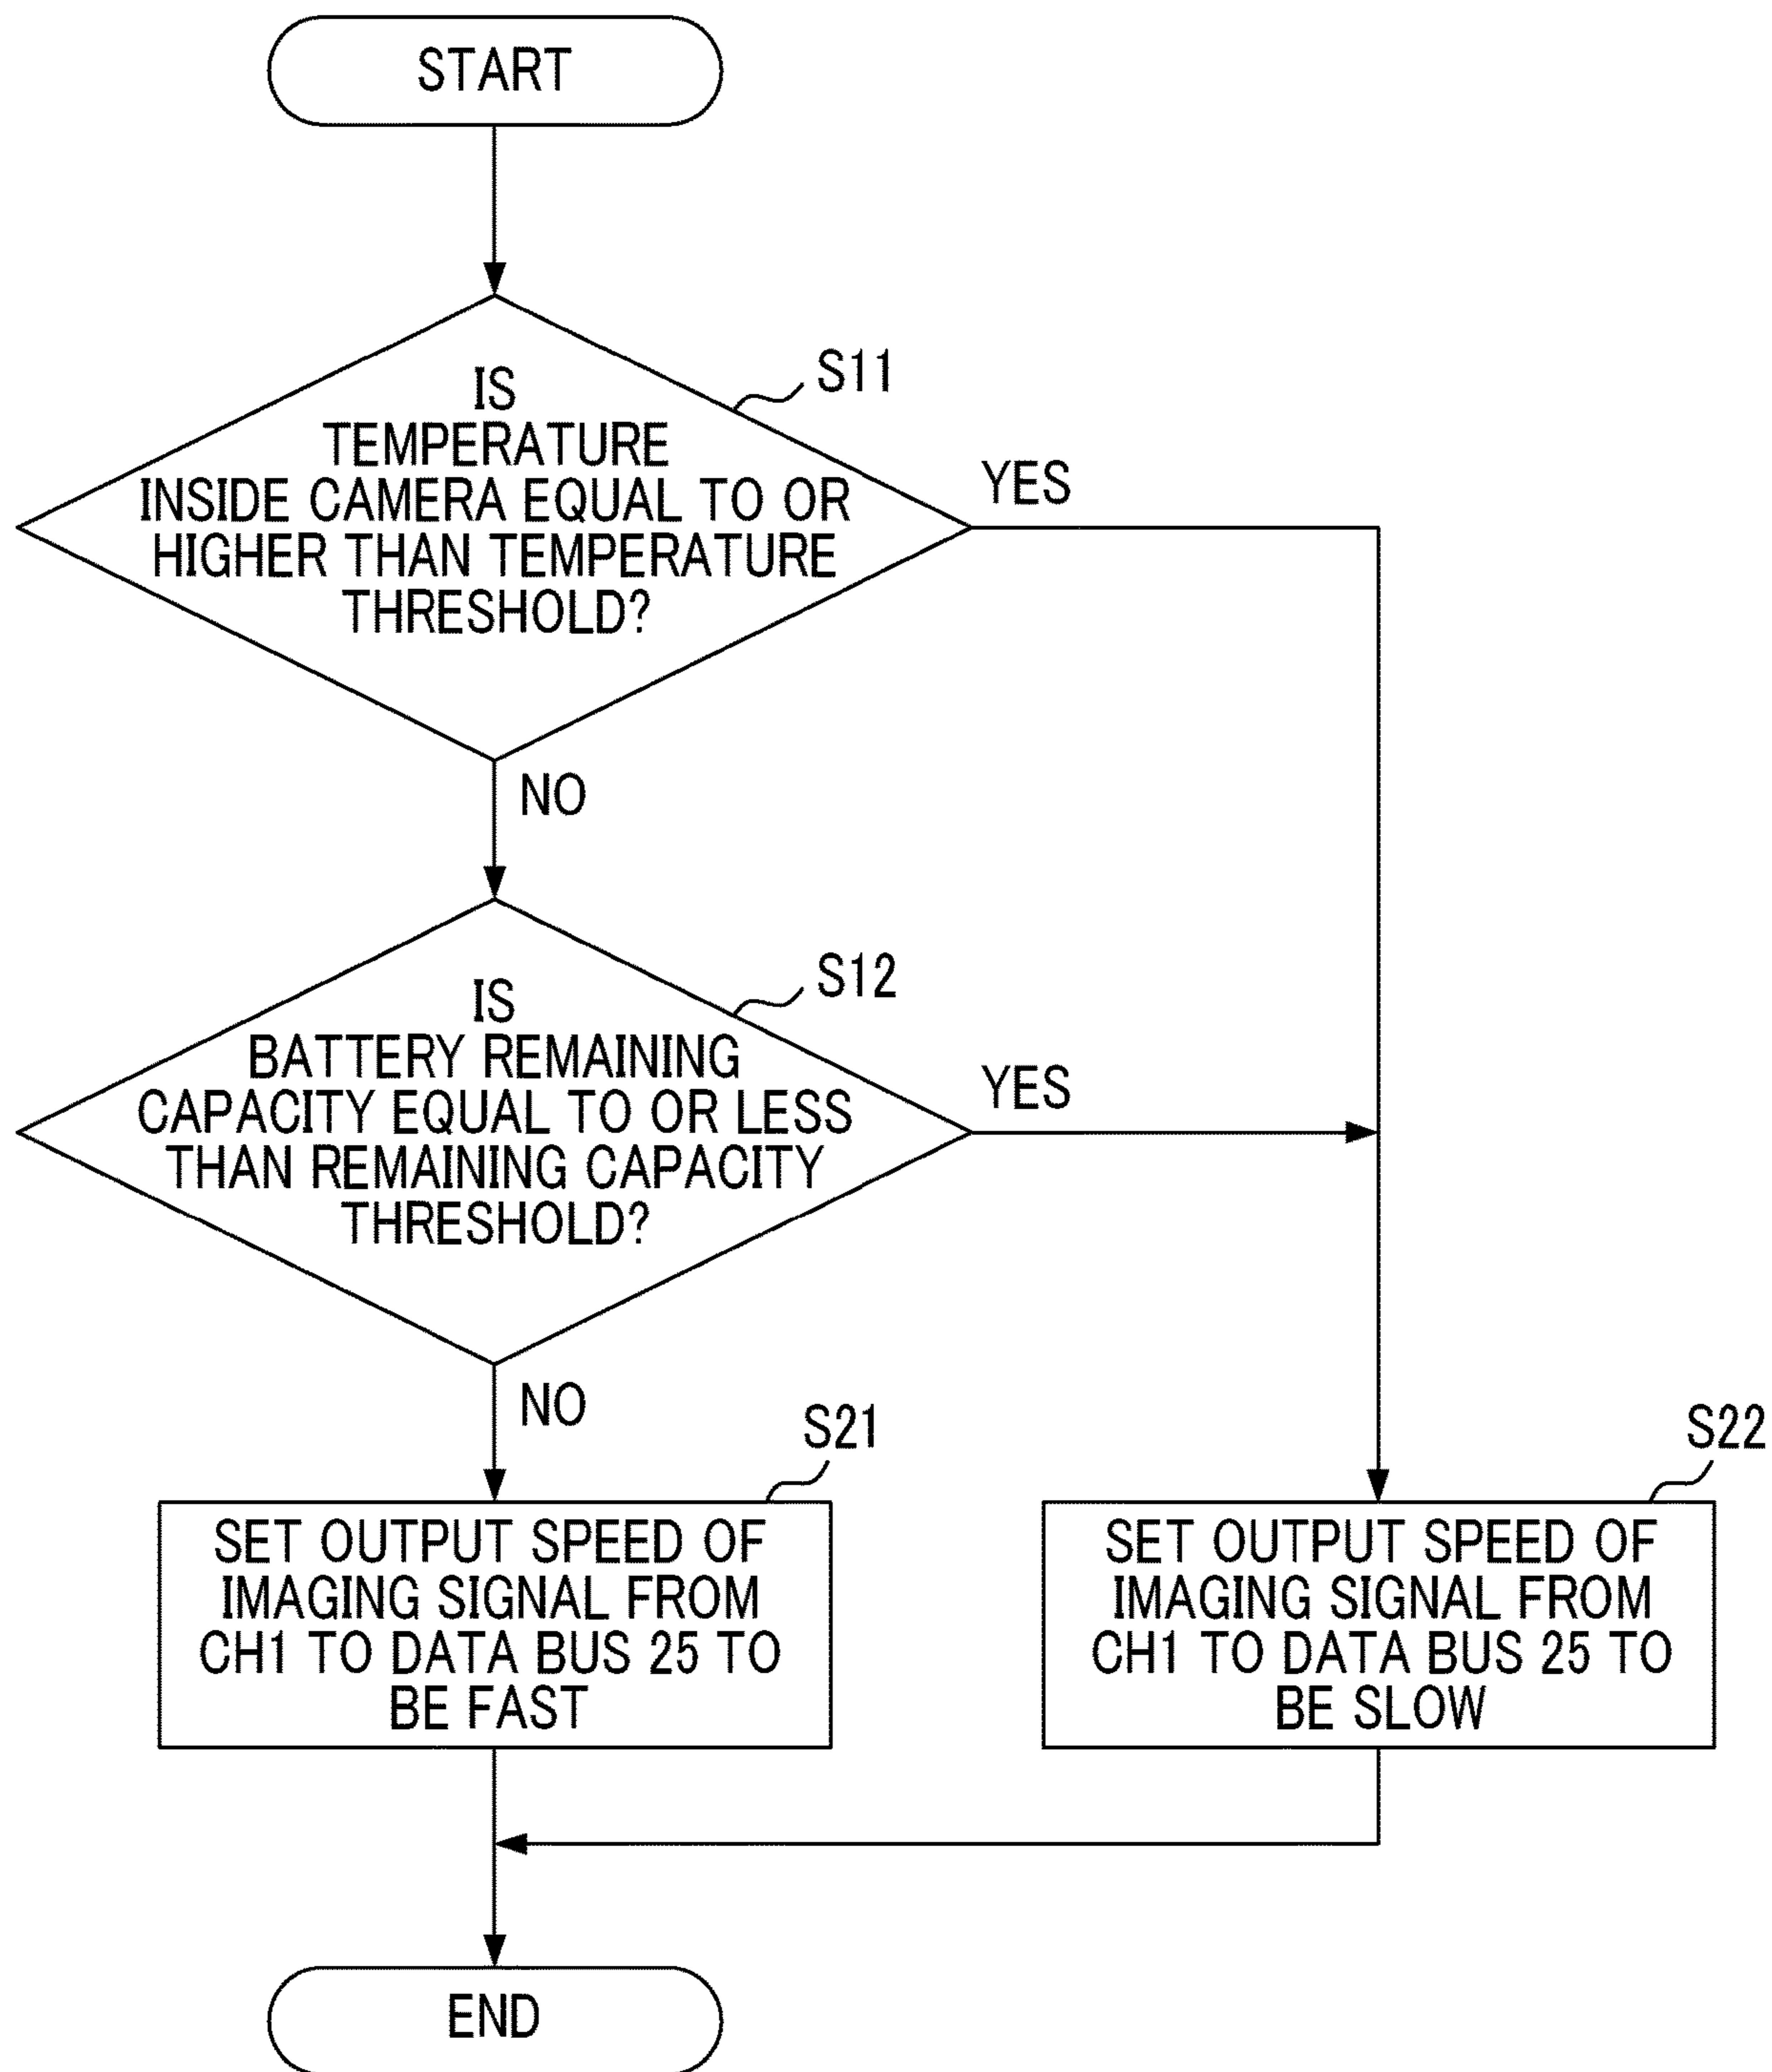 START
S11
IS
TEMPERATURE
INSIDE CAMERA EQUAL TO OR
HIGHER THAN TEMPERATURE
THRESHOLD?
YES
NO
S12
IS
BATTERY REMAINING
CAPACITY EQUAL TO OR LESS
THAN REMAINING CAPACITY
THRESHOLD?
YES
NO
S21
SET OUTPUT SPEED OF
IMAGING SIGNAL FROM
CH1 TO DATA BUS 25 TO
BE FAST
S22
SET OUTPUT SPEED OF
IMAGING SIGNAL FROM
CH1 TO DATA BUS 25 TO
BE SLOW
END